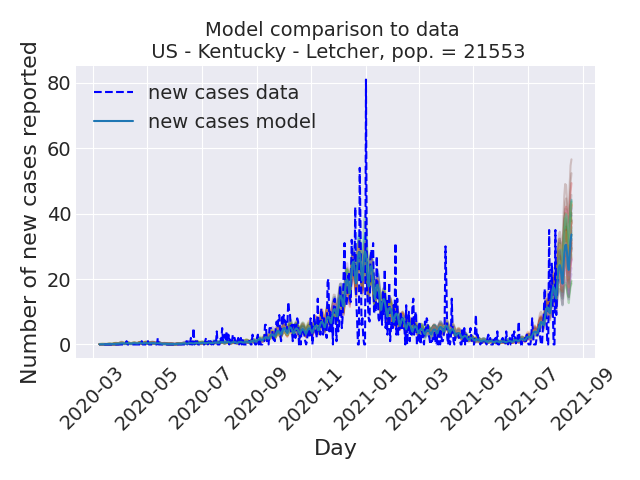 Model comparison to data
US - Kentucky - Letcher, pop. = 21553
Number of new cases reported
80
60
40
20
0
new cases data
new cases model
2020-03
2020-05
2020-07
2020-09
2020-11
2021-01
2021-03
2021-05
2021-07
2021-09
Day